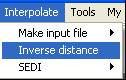 Interpolate Tools My
Make input file
Inverse distance
SEDI